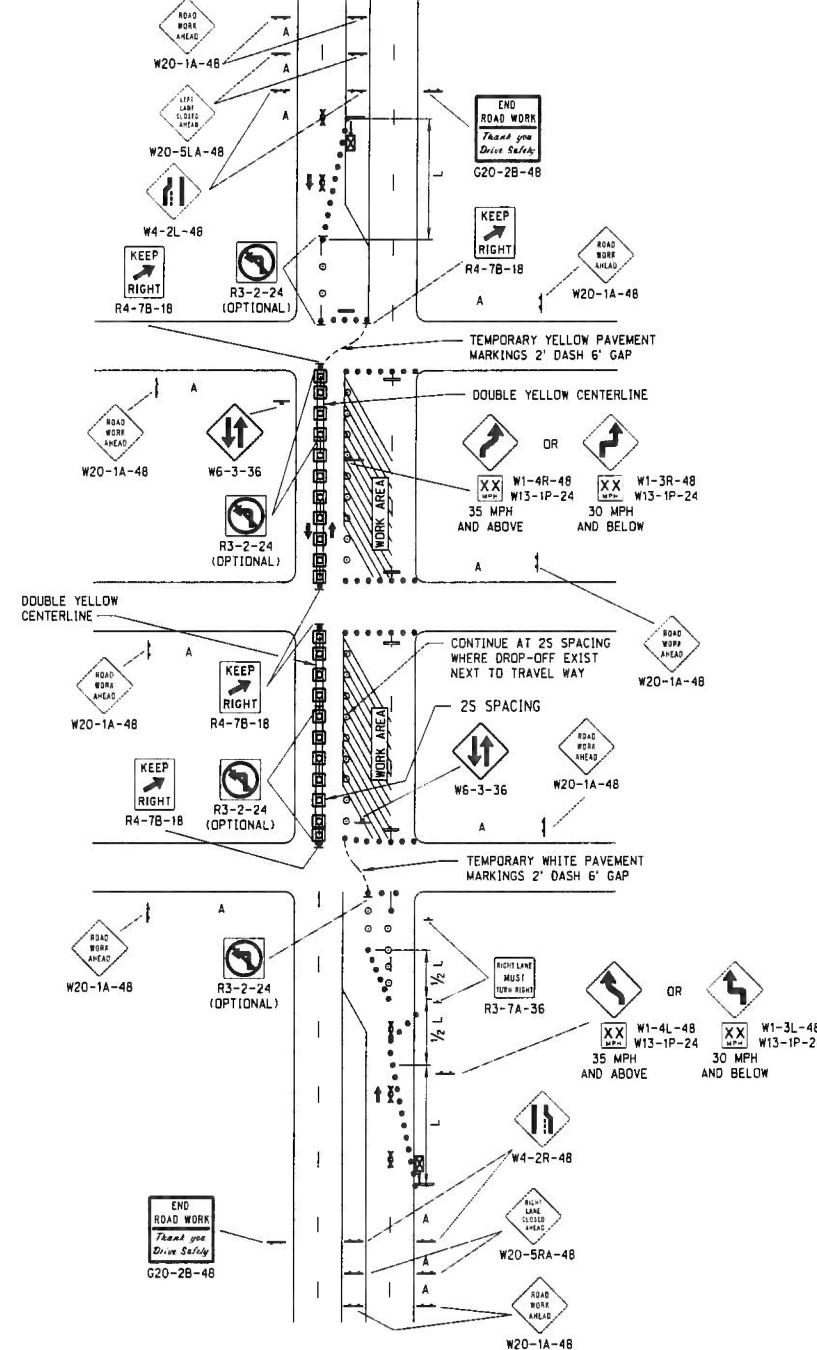 ROAD
WORK
AHEAD
W20-1A-48
A
A
A
LEFT
LANE
CLOSED
AHEAD
W20-5LA-48
END
ROAD WORK
Thank you
Drive Safely
G20-2B-48
L
W4-2L-48
KEEP
RIGHT
R4-7B-18
R3-2-24
(OPTIONAL)
KEEP
RIGHT
R4-7B-18
ROAD
WORK
AHEAD
W20-1A-48
A
TEMPORARY YELLOW PAVEMENT
MARKINGS 2' DASH 6' GAP
A
DOUBLE YELLOW CENTERLINE
ROAD
WORK
AHEAD
W20-1A-48
W6-3-36
OR
XX
MPH
W1-4R-48
W13-1P-24
35 MPH
AND ABOVE
XX
MPH
W1-3R-48
W13-1P-24
30 MPH
AND BELOW
WORK AREA
R3-2-24
(OPTIONAL)
A
DOUBLE YELLOW
CENTERLINE
ROAD
WORK
AHEAD
W20-1A-48
A
CONTINUE AT 2S SPACING
WHERE DROP-OFF EXIST
NEXT TO TRAVEL WAY
ROAD
WORK
AHEAD
W20-1A-48
KEEP
RIGHT
R4-7B-18
2S SPACING
WORK AREA
W6-3-36
ROAD
WORK
AHEAD
W20-1A-48
KEEP
RIGHT
R4-7B-18
R3-2-24
(OPTIONAL)
A
TEMPORARY WHITE PAVEMENT
MARKINGS 2' DASH 6' GAP
A
ROAD
WORK
AHEAD
W20-1A-48
R3-2-24
(OPTIONAL)
½ L
½ L
RIGHT LANE
MUST
TURN RIGHT
R3-7A-36
OR
XX
MPH
W1-4L-48
W13-1P-24
35 MPH
AND ABOVE
XX
MPH
W1-3L-48
W13-1P-2
30 MPH
AND BELOW
L
W4-2R-48
END
ROAD WORK
Thank you
Drive Safely
G20-2B-48
A
RIGHT
LANE
CLOSED
AHEAD
W20-5RA-48
A
A
ROAD
WORK
AHEAD
W20-1A-48